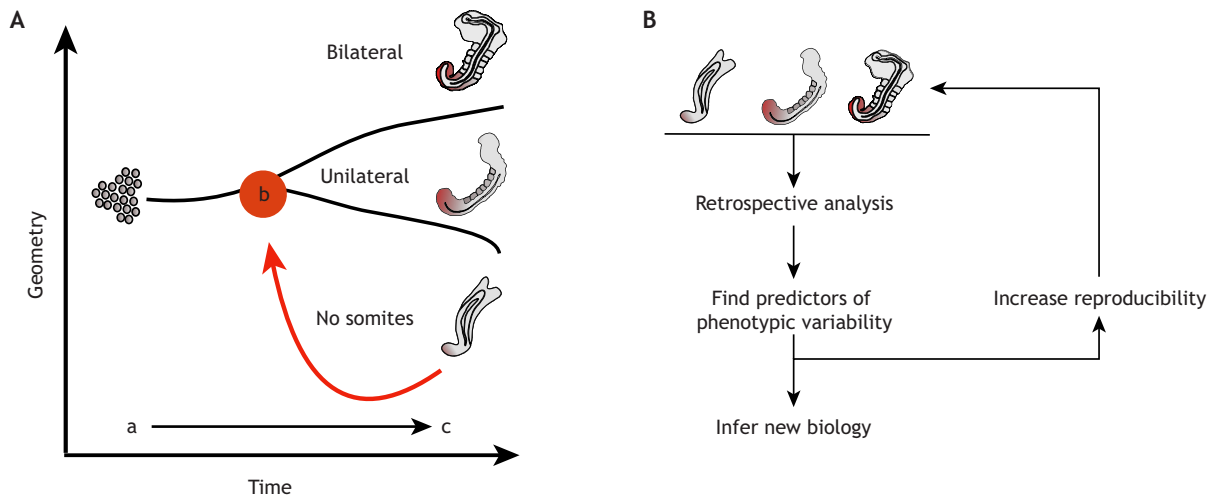 A
Geometry
Bilateral
b
Unilateral
No somites
a
c
Time
B
Retrospective analysis
Find predictors of
phenotypic variability
Increase reproducibility
Infer new biology